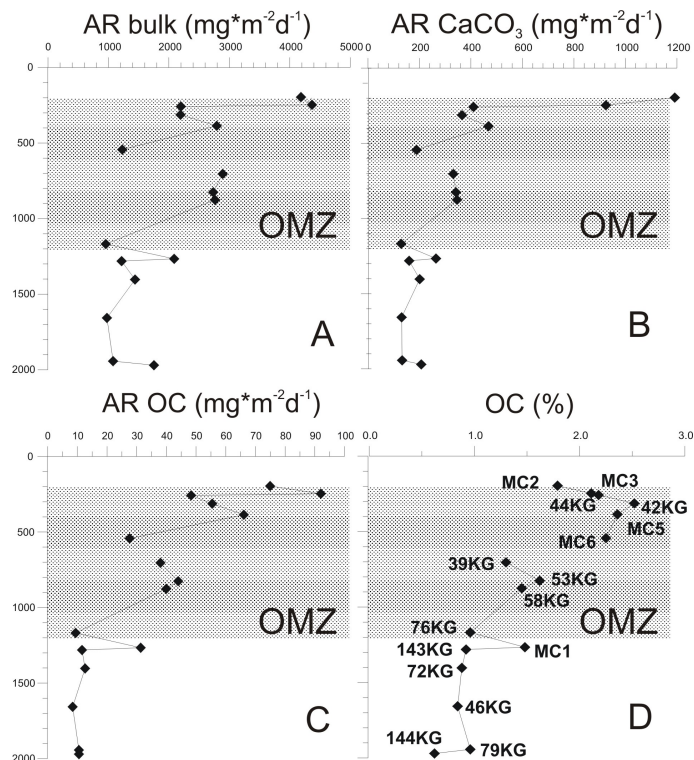 AR bulk (mg*m⁻²d⁻¹)
0 1000 2000 3000 4000 5000
0
500
1000
1500
2000
OMZ
A
AR CaCO₃ (mg*m⁻²d⁻¹)
0 200 400 600 800 1000 1200
OMZ
B
AR OC (mg*m⁻²d⁻¹)
0 10 20 30 40 50 60 70 80 90 100
0
500
1000
1500
2000
OMZ
C
OC (%)
0.0 1.0 2.0 3.0
MC2
MC3
44KG
42KG
MC5
MC6
39KG
53KG
58KG
OMZ
76KG
143KG
MC1
72KG
46KG
D
144KG
79KG